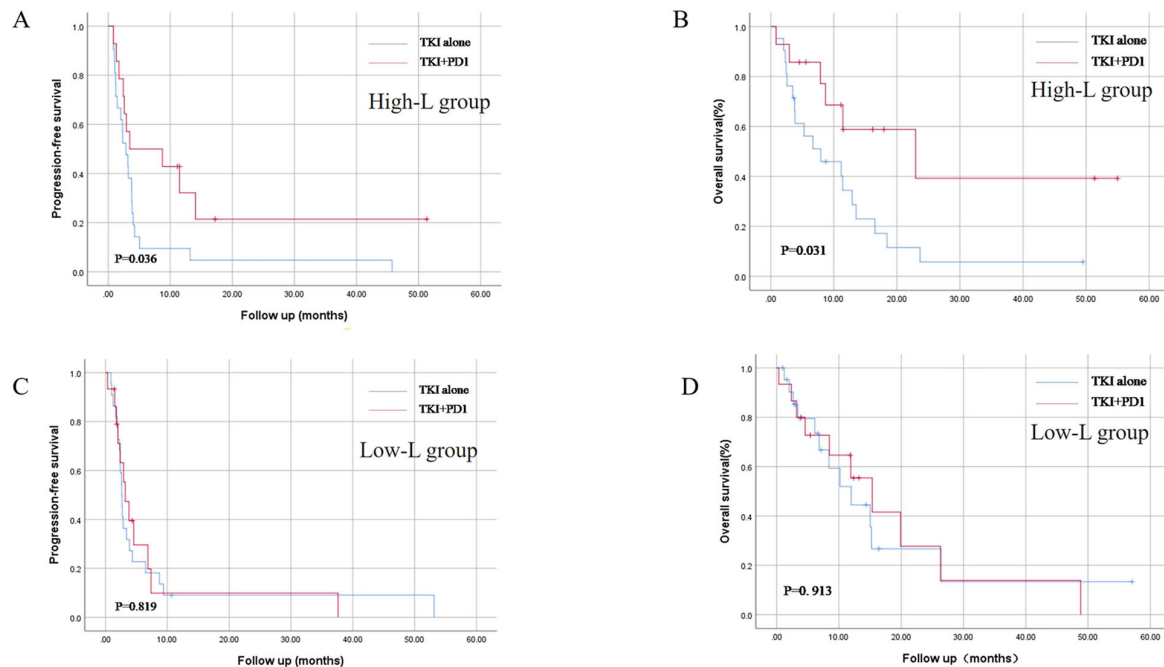 A
Progression-free survival
1.0
0.8
0.6
0.4
0.2
0.0
TKI alone
TKI+PD1
High-L group
P=0.036
.00 10.00 20.00 30.00 40.00 50.00 60.00
Follow up (months)
B
Overall survival(%)
1.0
0.8
0.6
0.4
0.2
0.0
TKI alone
TKI+PD1
High-L group
P=0.031
.00 10.00 20.00 30.00 40.00 50.00 60.00
C
Progression-free survival
1.0
0.8
0.6
0.4
0.2
0.0
TKI alone
TKI+PD1
Low-L group
P=0.819
.00 10.00 20.00 30.00 40.00 50.00 60.00
Follow up (months)
D
Overall survival(%)
1.0
0.8
0.6
0.4
0.2
0.0
TKI alone
TKI+PD1
Low-L group
P=0. 913
.00 10.00 20.00 30.00 40.00 50.00 60.00
Follow up（months）